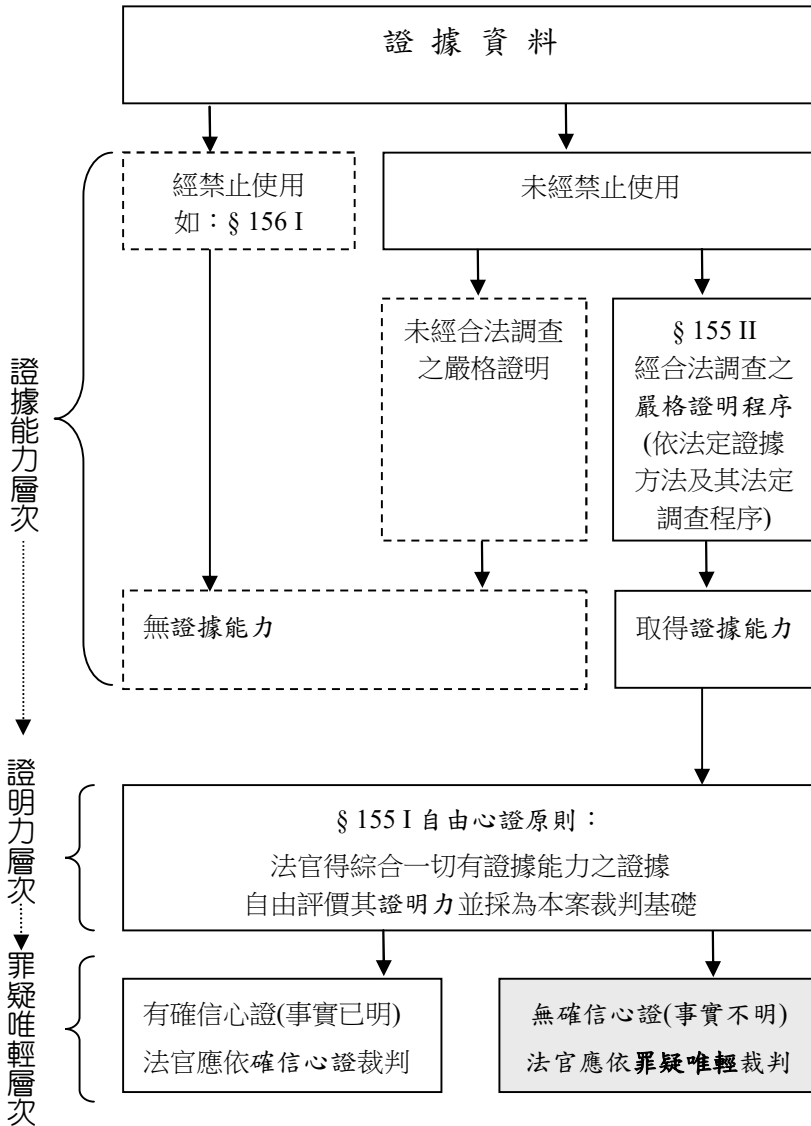 證據資料
經禁止使用
如：§ 156 I
未經禁止使用
未經合法調查
之嚴格證明
§ 155 II
經合法調查之
嚴格證明程序
(依法定證據
方法及其法定
調查程序)
證據能力層次
無證據能力
取得證據能力
證明力層次
§ 155 I 自由心證原則：
法官得綜合一切有證據能力之證據
自由評價其證明力並採為本案裁判基礎
罪疑唯輕層次
有確信心證(事實已明)
法官應依確信心證裁判
無確信心證(事實不明)
法官應依罪疑唯輕裁判